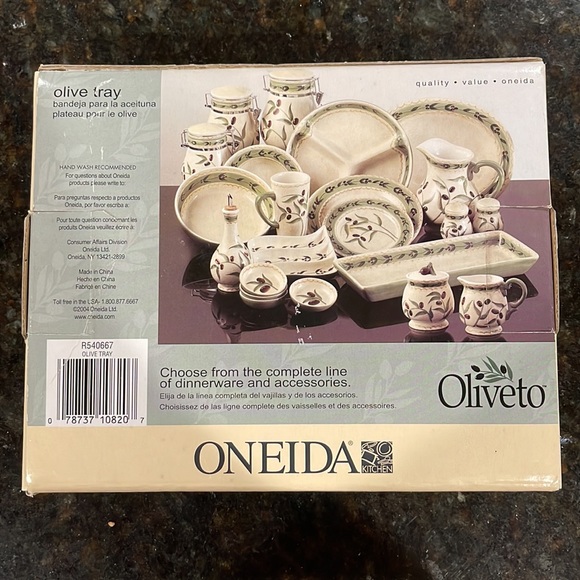 olive tray
bandeja para la aceituna
plateau pour le olive
quality • value • oneida
HAND WASH RECOMMENDED
For questions about Oneida
products please write to:
Para preguntas respecto a productos
Oneida, por favor escriba a:
Pour toute question concernant les
produits Oneida veuillez écrire a:
Consumer Affairs Division
Oneida Ltd.
Oneida, NY 13421-2899
Made in China
Hecho en China
Fabriqué en Chine
Toll free in the USA- 1.800.877.6667
©2004 Oneida Ltd.
www.oneida.com
R540667
OLIVE TRAY
0 78737 10820 7
Choose from the complete line
of dinnerware and accessories.
Elija de la linea completa del vajillas y de los accesorios.
Choisissez de las ligne complete des vaisselles et des accessoires.
Oliveto™
ONEIDA®
KITCHEN